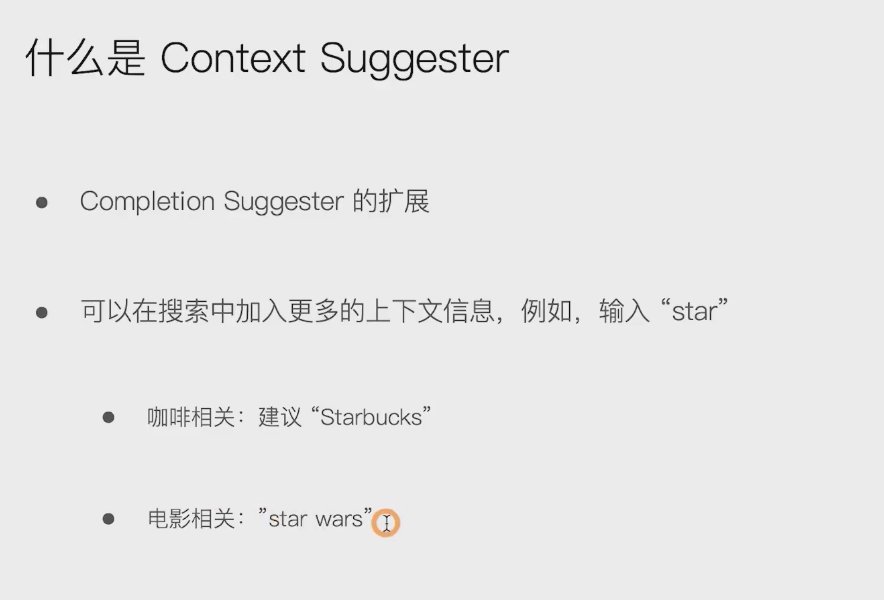 什么是 Context Suggester
● Completion Suggester 的扩展
● 可以在搜索中加入更多的上下文信息，例如，输入 “star”
● 咖啡相关：建议 “Starbucks”
● 电影相关：”star wars”